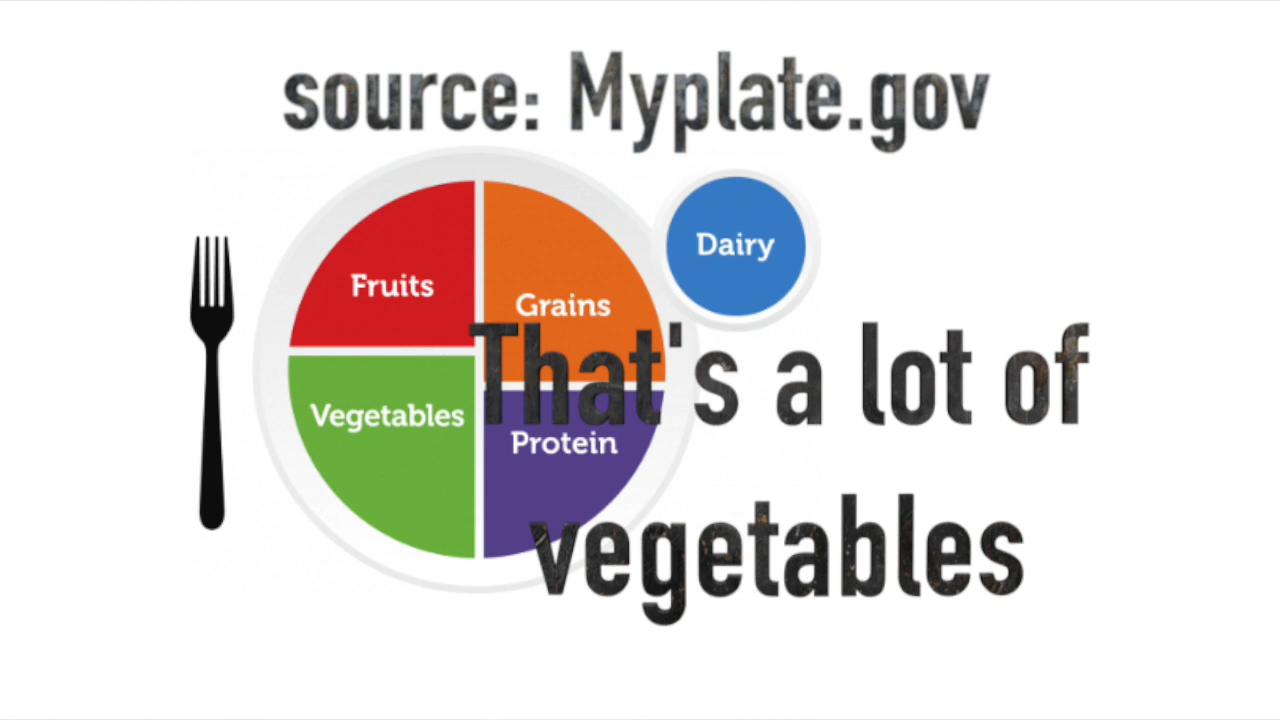 source: Myplate.gov
Dairy
Fruits
Grains
That's a lot of
Vegetables
Protein
vegetables